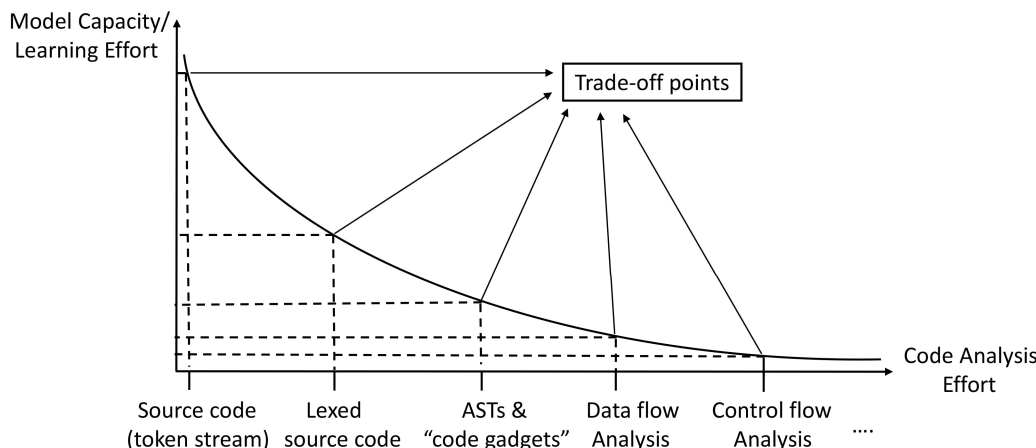 Model Capacity/
Learning Effort
Trade-off points
Code Analysis
Effort
Source code
(token stream)
Lexed
source code
ASTs &
“code gadgets”
Data flow
Analysis
Control flow
Analysis
....